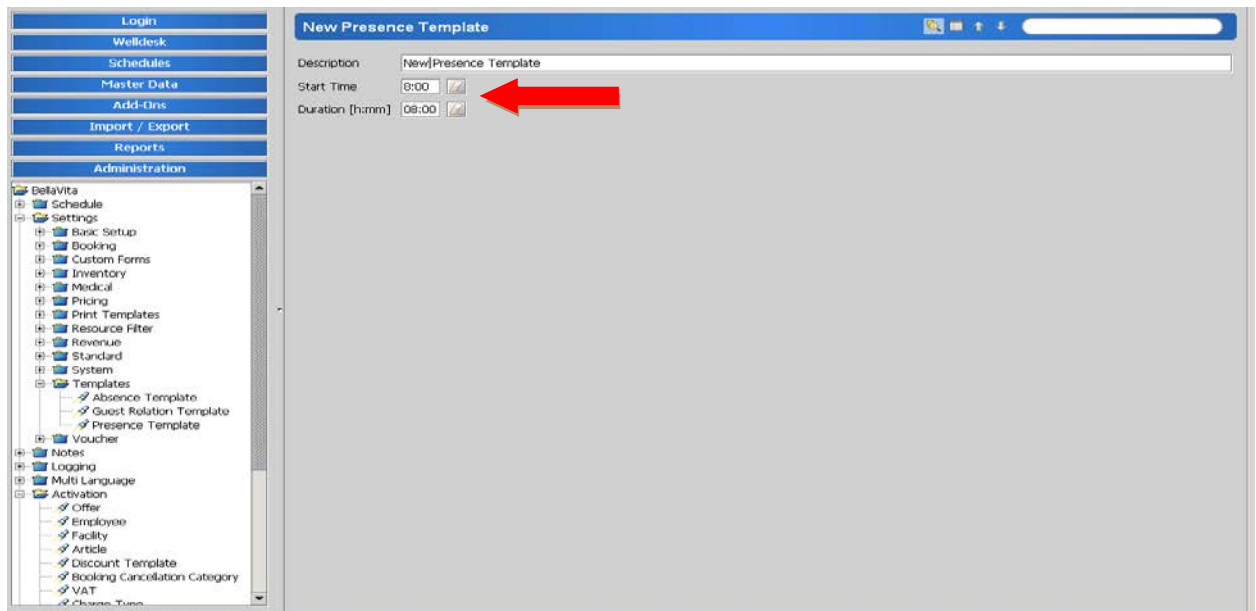 Login
Welldesk
Schedules
Master Data
Add-Ons
Import / Export
Reports
Administration
BellaVita
Schedule
Settings
Basic Setup
Booking
Custom Forms
Inventory
Medical
Pricing
Print Templates
Resource Filter
Revenue
Standard
System
Templates
Absence Template
Guest Relation Template
Presence Template
Voucher
Notes
Logging
Multi Language
Activation
Offer
Employee
Facility
Article
Discount Template
Booking Cancellation Category
VAT
Charge Type
New Presence Template
Description New Presence Template
Start Time 8:00
Duration [h:mm] 08:00